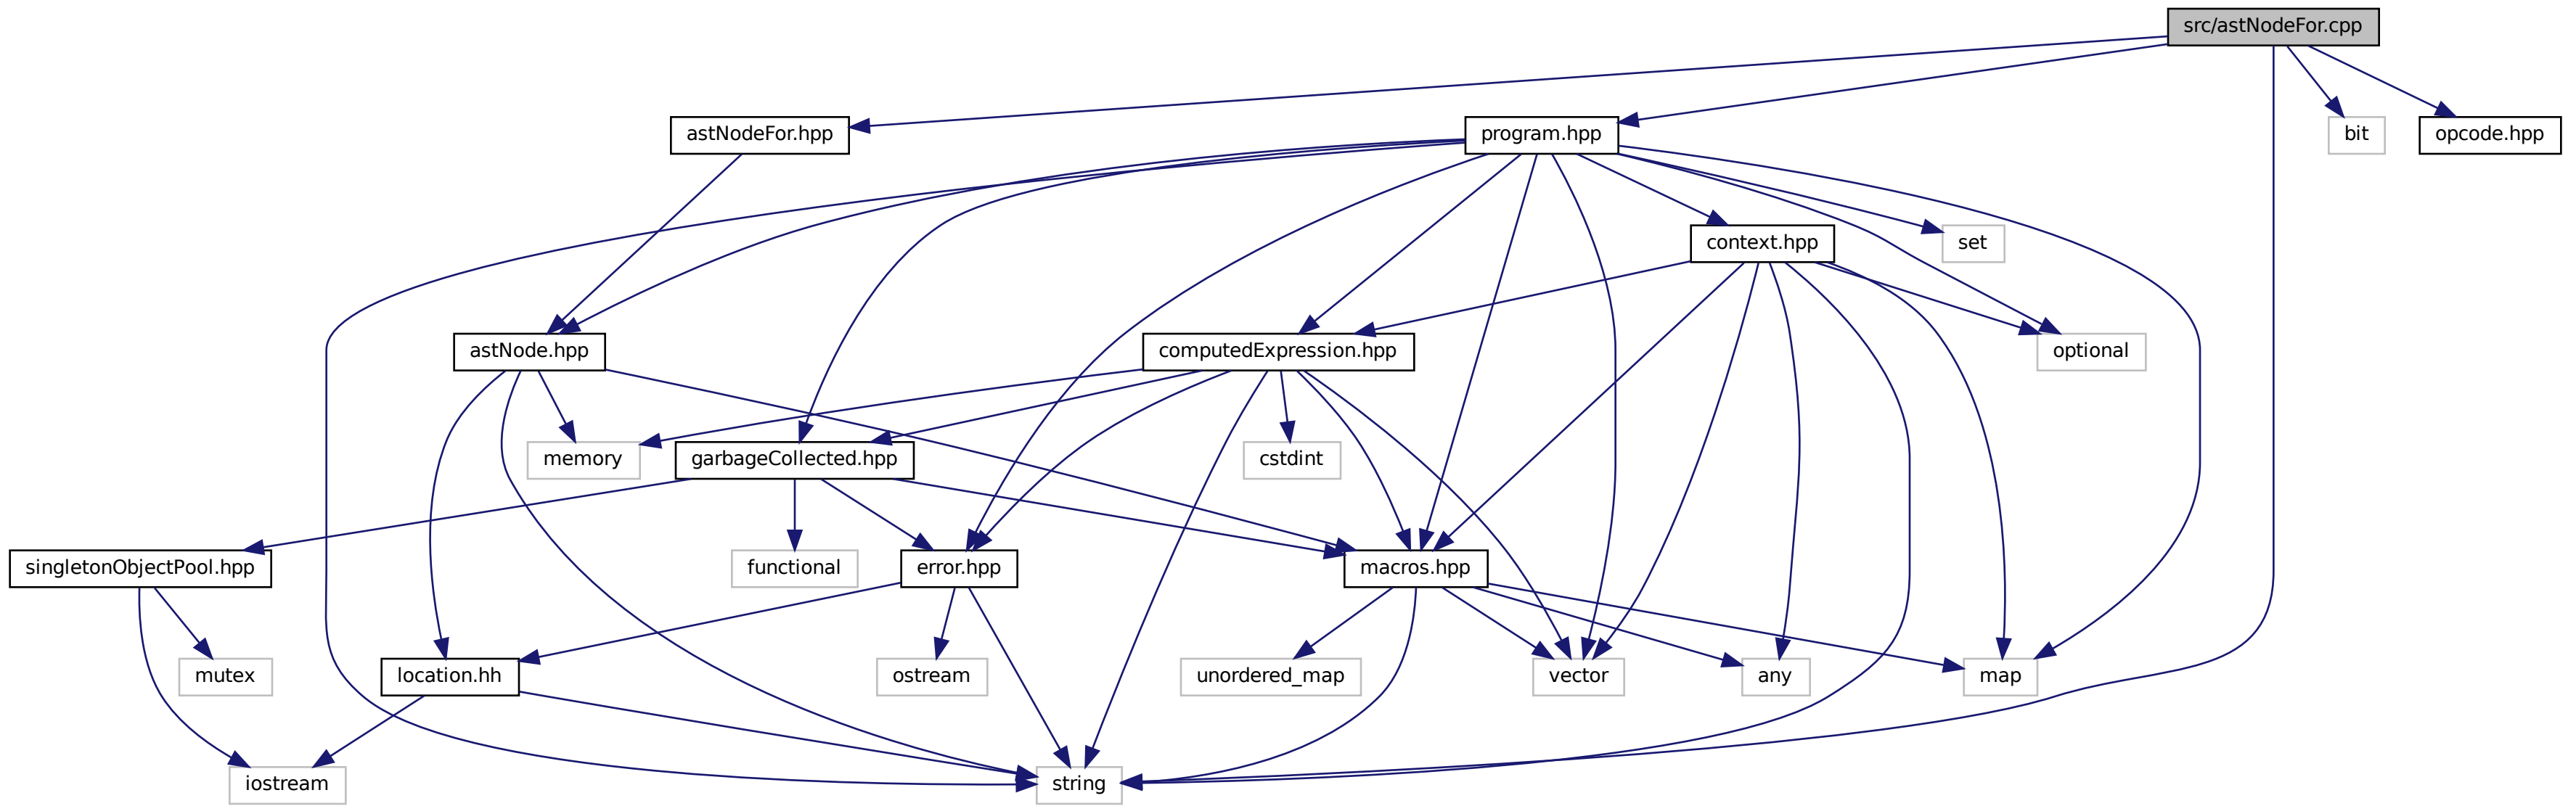 src/astNodeFor.cpp
astNodeFor.hpp
program.hpp
bit
opcode.hpp
context.hpp
set
astNode.hpp
computedExpression.hpp
optional
memory
garbageCollected.hpp
cstdint
singletonObjectPool.hpp
functional
error.hpp
macros.hpp
mutex
location.hh
ostream
unordered_map
vector
any
map
iostream
string